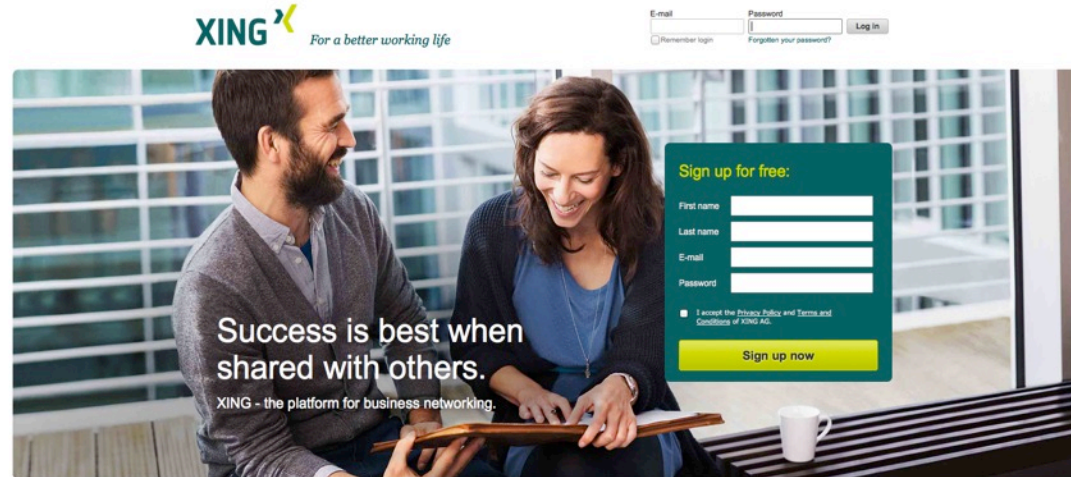 XING
For a better working life
E-mail
Password
Log in
Remember login
Forgotten your password?
Sign up for free:
First name
Last name
E-mail
Password
I accept the Privacy Policy and Terms and
Conditions of XING AG.
Sign up now
Success is best when
shared with others.
XING - the platform for business networking.